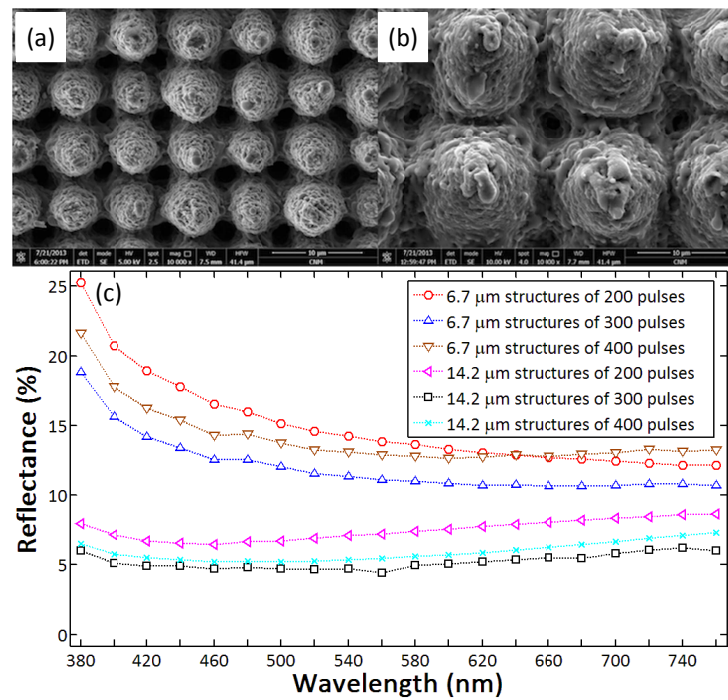 (a)
(b)
7/21/2013 det mode HV spot mag WD HFW 10 µm
6:00:22 PM ETD SE 5.00 kV 2.5 10 000 x 7.5 mm 41.4 µm CNM
7/21/2013 det mode HV spot mag WD HFW 10 µm
12:59:47 PM ETD SE 10.00 kV 4.0 10 000 x 7.7 mm 41.4 µm CNM
(c)
25
20
15
10
5
0
Reflectance (%)
6.7 µm structures of 200 pulses
6.7 µm structures of 300 pulses
6.7 µm structures of 400 pulses
14.2 µm structures of 200 pulses
14.2 µm structures of 300 pulses
14.2 µm structures of 400 pulses
380 420 460 500 540 580 620 660 700 740
Wavelength (nm)